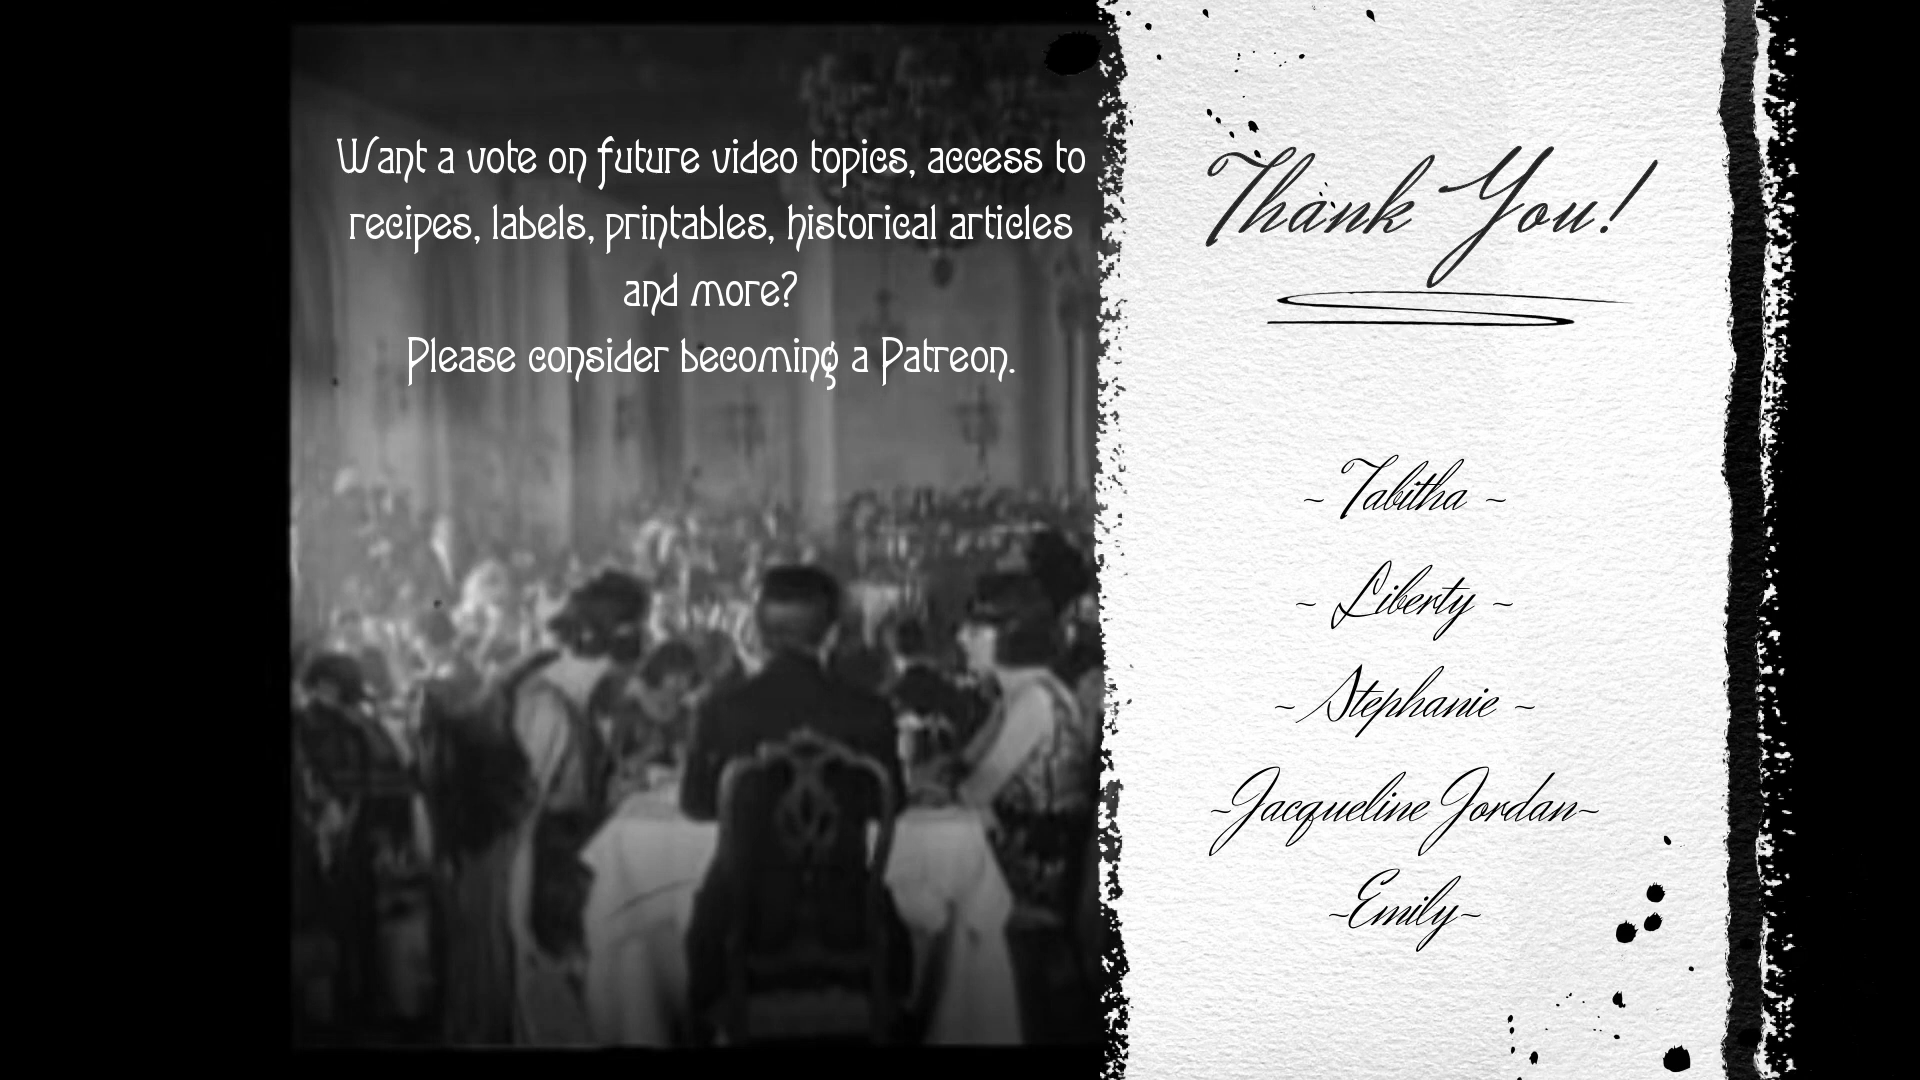 Want a vote on future video topics, access to
recipes, labels, printables, historical articles
and more?
Please consider becoming a Patreon.
Thank You!
~ Tabitha ~
~ Liberty ~
~ Stephanie ~
~Jacqueline Jordan~
~Emily~